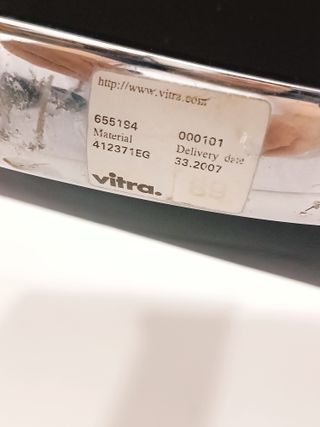 http://www.vitra.com
655194 000101
Material Delivery date
412371EG 33.2007
vitra.